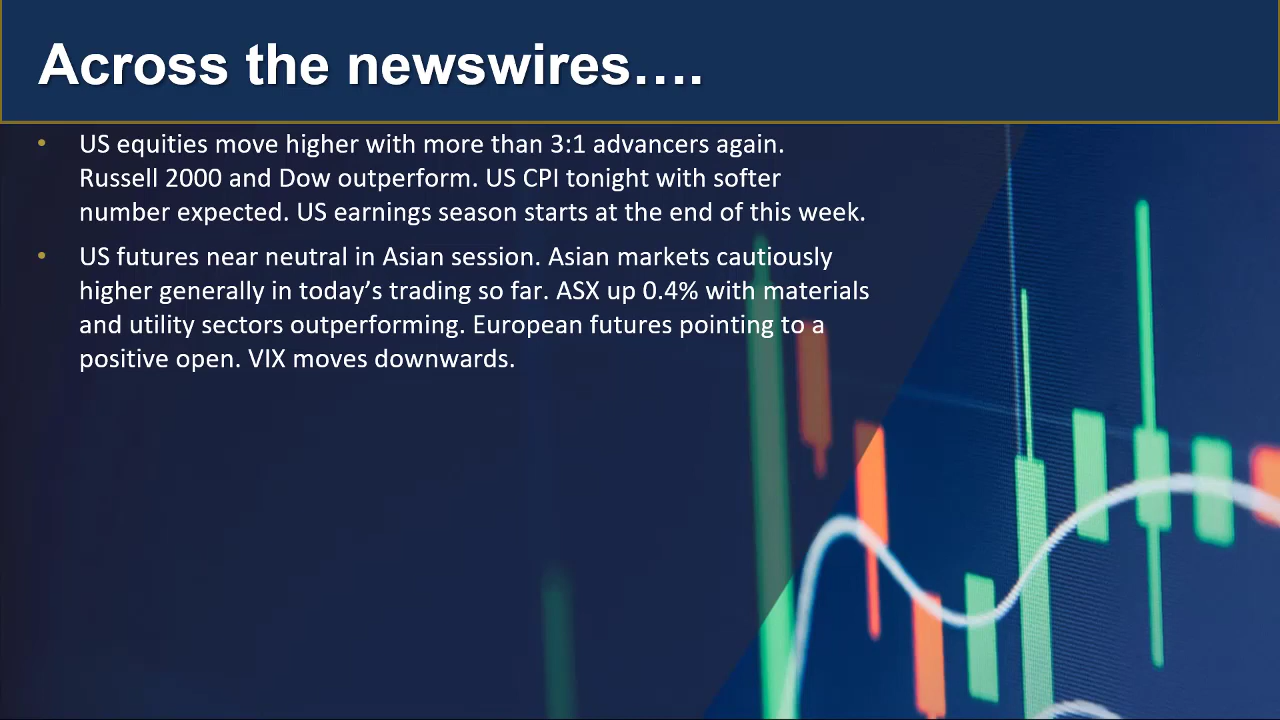 Across the newswires….
• US equities move higher with more than 3:1 advancers again.
Russell 2000 and Dow outperform. US CPI tonight with softer
number expected. US earnings season starts at the end of this week.
• US futures near neutral in Asian session. Asian markets cautiously
higher generally in today’s trading so far. ASX up 0.4% with materials
and utility sectors outperforming. European futures pointing to a
positive open. VIX moves downwards.